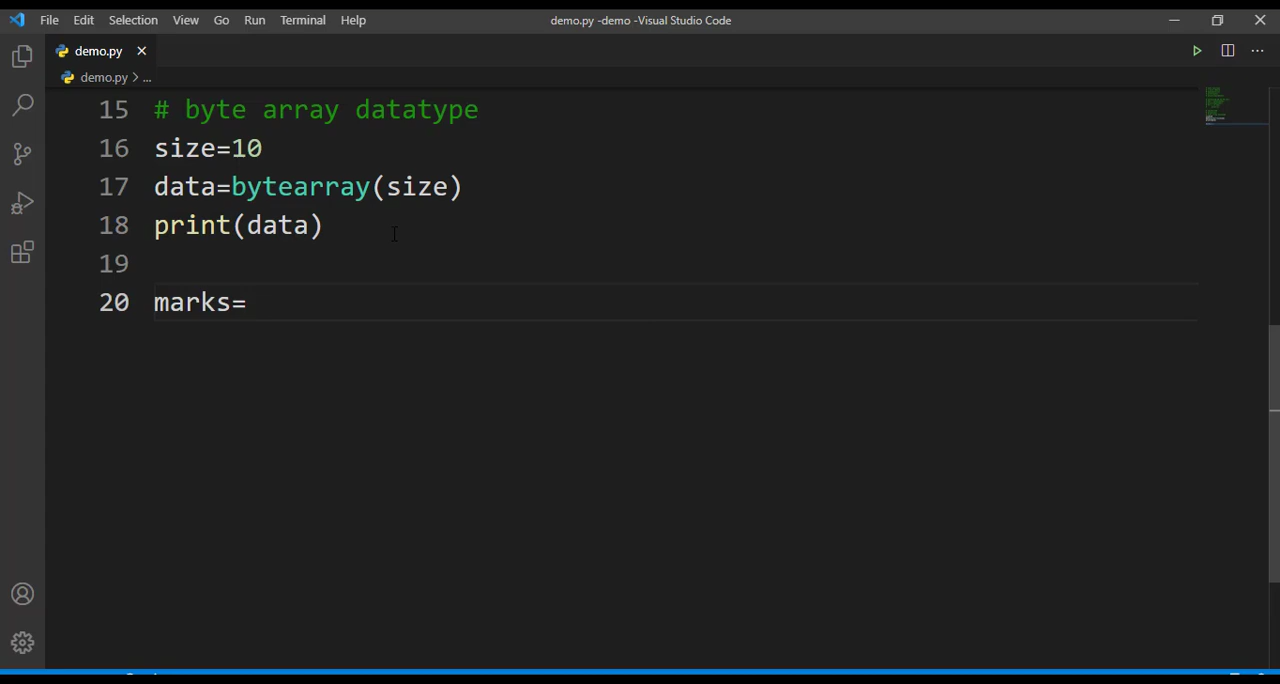 File Edit Selection View Go Run Terminal Help demo.py -demo -Visual Studio Code
demo.py
demo.py > ...
15 # byte array datatype
16 size=10
17 data=bytearray(size)
18 print(data)
19
20 marks=